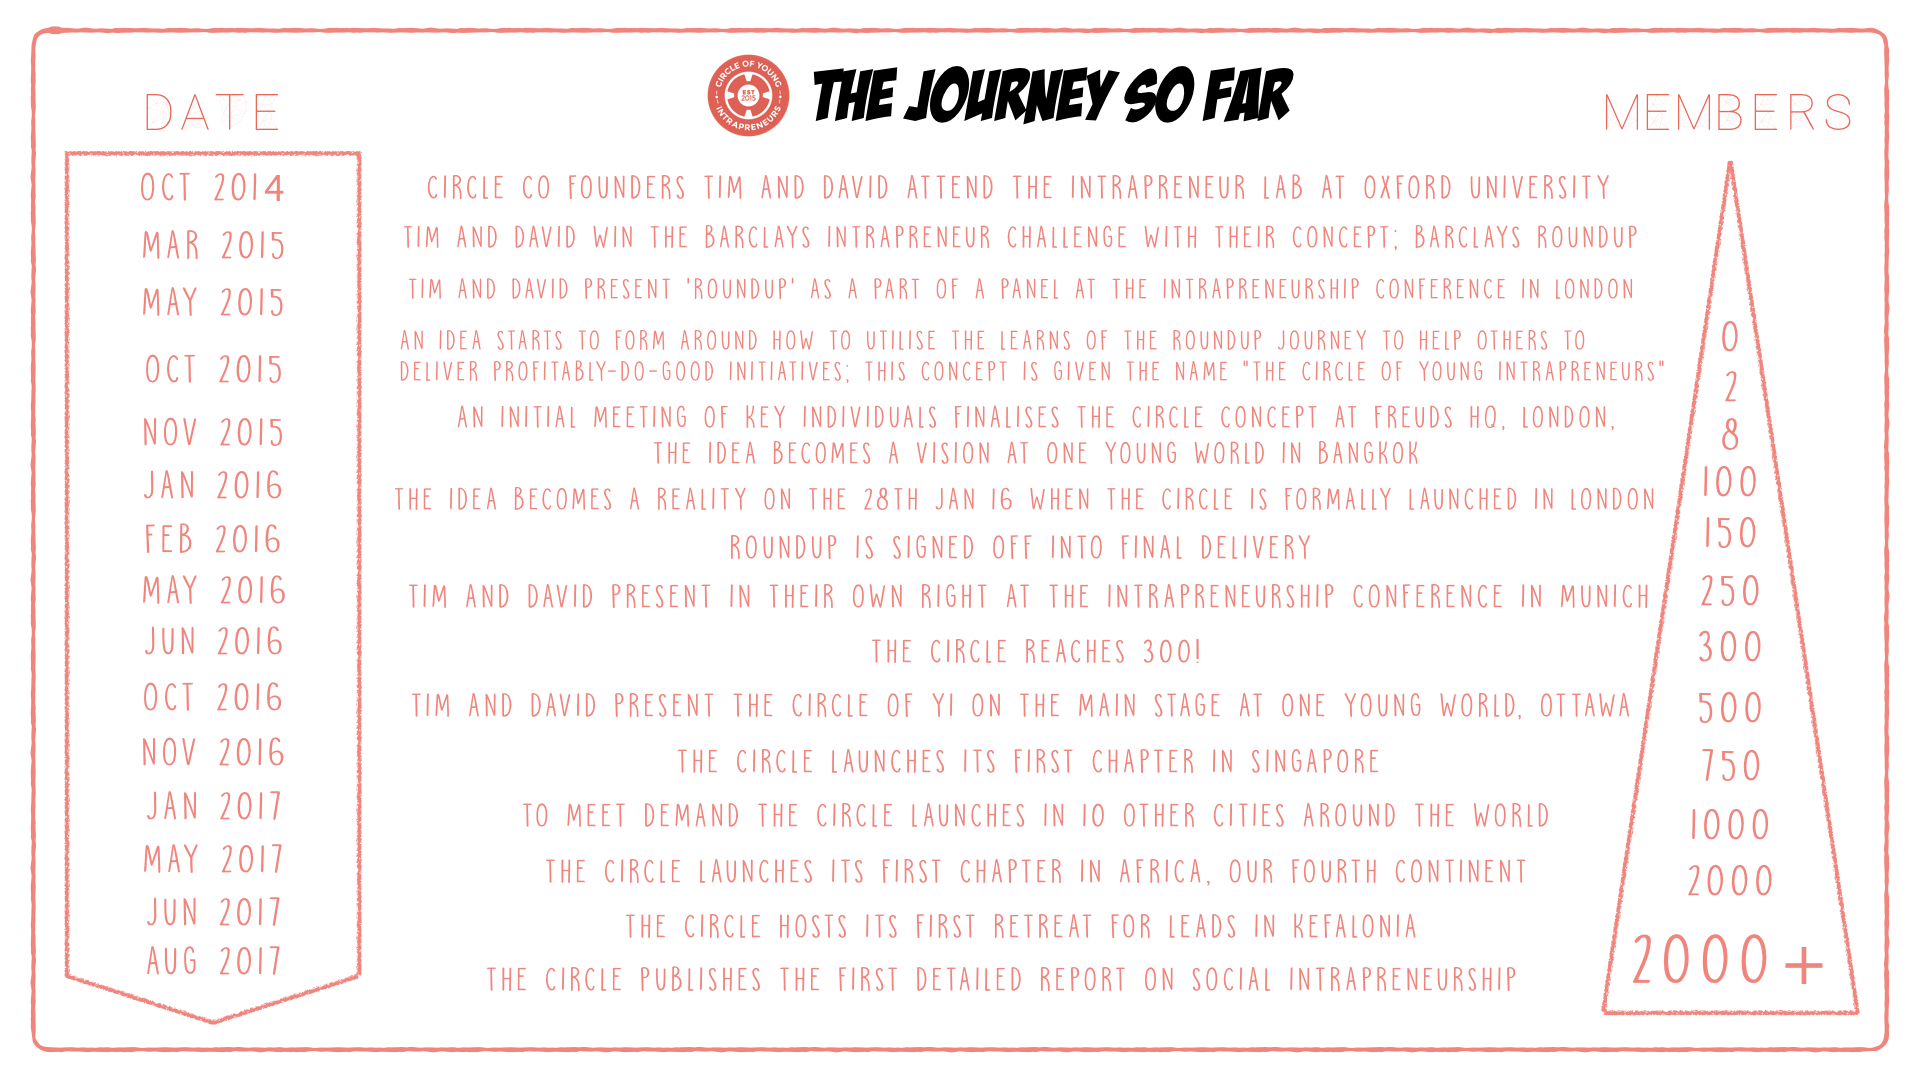 CIRCLE OF YOUNG
INTRAPRENEURS
EST
2015
THE JOURNEY SO FAR
DATE
MEMBERS
OCT 2014
CIRCLE CO FOUNDERS TIM AND DAVID ATTEND THE INTRAPRENEUR LAB AT OXFORD UNIVERSITY
MAR 2015
TIM AND DAVID WIN THE BARCLAYS INTRAPRENEUR CHALLENGE WITH THEIR CONCEPT; BARCLAYS ROUNDUP
MAY 2015
TIM AND DAVID PRESENT 'ROUNDUP' AS A PART OF A PANEL AT THE INTRAPRENEURSHIP CONFERENCE IN LONDON
0
OCT 2015
AN IDEA STARTS TO FORM AROUND HOW TO UTILISE THE LEARNS OF THE ROUNDUP JOURNEY TO HELP OTHERS TO
DELIVER PROFITABLY-DO-GOOD INITIATIVES; THIS CONCEPT IS GIVEN THE NAME "THE CIRCLE OF YOUNG INTRAPRENEURS"
2
NOV 2015
AN INITIAL MEETING OF KEY INDIVIDUALS FINALISES THE CIRCLE CONCEPT AT FREUDS HQ, LONDON,
THE IDEA BECOMES A VISION AT ONE YOUNG WORLD IN BANGKOK
8
JAN 2016
THE IDEA BECOMES A REALITY ON THE 28TH JAN 16 WHEN THE CIRCLE IS FORMALLY LAUNCHED IN LONDON
100
FEB 2016
ROUNDUP IS SIGNED OFF INTO FINAL DELIVERY
150
MAY 2016
TIM AND DAVID PRESENT IN THEIR OWN RIGHT AT THE INTRAPRENEURSHIP CONFERENCE IN MUNICH
250
JUN 2016
THE CIRCLE REACHES 300!
300
OCT 2016
TIM AND DAVID PRESENT THE CIRCLE OF YI ON THE MAIN STAGE AT ONE YOUNG WORLD, OTTAWA
500
NOV 2016
THE CIRCLE LAUNCHES ITS FIRST CHAPTER IN SINGAPORE
750
JAN 2017
TO MEET DEMAND THE CIRCLE LAUNCHES IN 10 OTHER CITIES AROUND THE WORLD
1000
MAY 2017
THE CIRCLE LAUNCHES ITS FIRST CHAPTER IN AFRICA, OUR FOURTH CONTINENT
2000
JUN 2017
THE CIRCLE HOSTS ITS FIRST RETREAT FOR LEADS IN KEFALONIA
AUG 2017
THE CIRCLE PUBLISHES THE FIRST DETAILED REPORT ON SOCIAL INTRAPRENEURSHIP
2000+